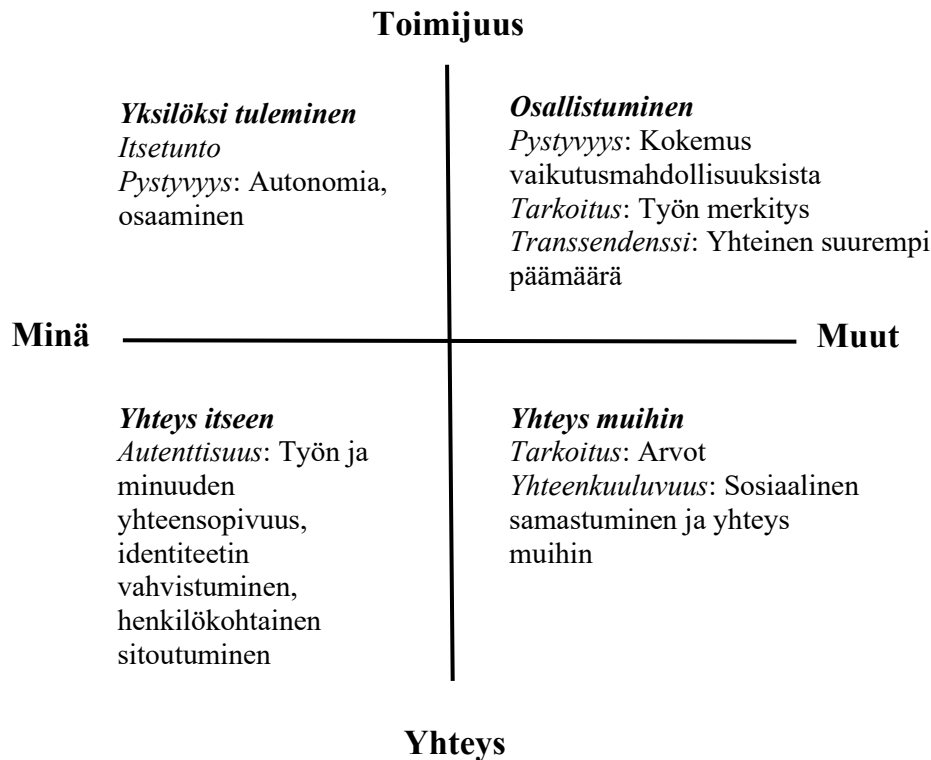 Toimijuus
Yksilöksi tuleminen
Itsetunto
Pystyvyys: Autonomia,
osaaminen
Osallistuminen
Pystyvyys: Kokemus
vaikutusmahdollisuuksista
Tarkoitus: Työn merkitys
Transsendenssi: Yhteinen suurempi
päämäärä
Minä
Muut
Yhteys itseen
Autenttisuus: Työn ja
minuuden
yhteensopivuus,
identiteetin
vahvistuminen,
henkilökohtainen
sitoutuminen
Yhteys muihin
Tarkoitus: Arvot
Yhteenkuuluvuus: Sosiaalinen
samastuminen ja yhteys
muihin
Yhteys